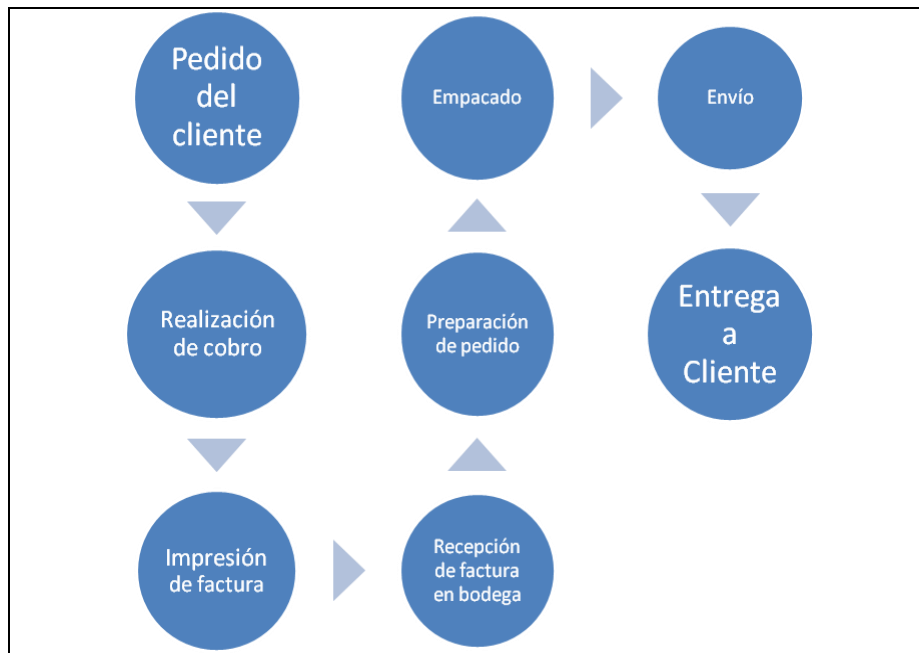 Pedido
del
cliente
Realización
de cobro
Impresión
de factura
Recepción
de factura
en bodega
Preparación
de pedido
Empacado
Envío
Entrega
a
Cliente